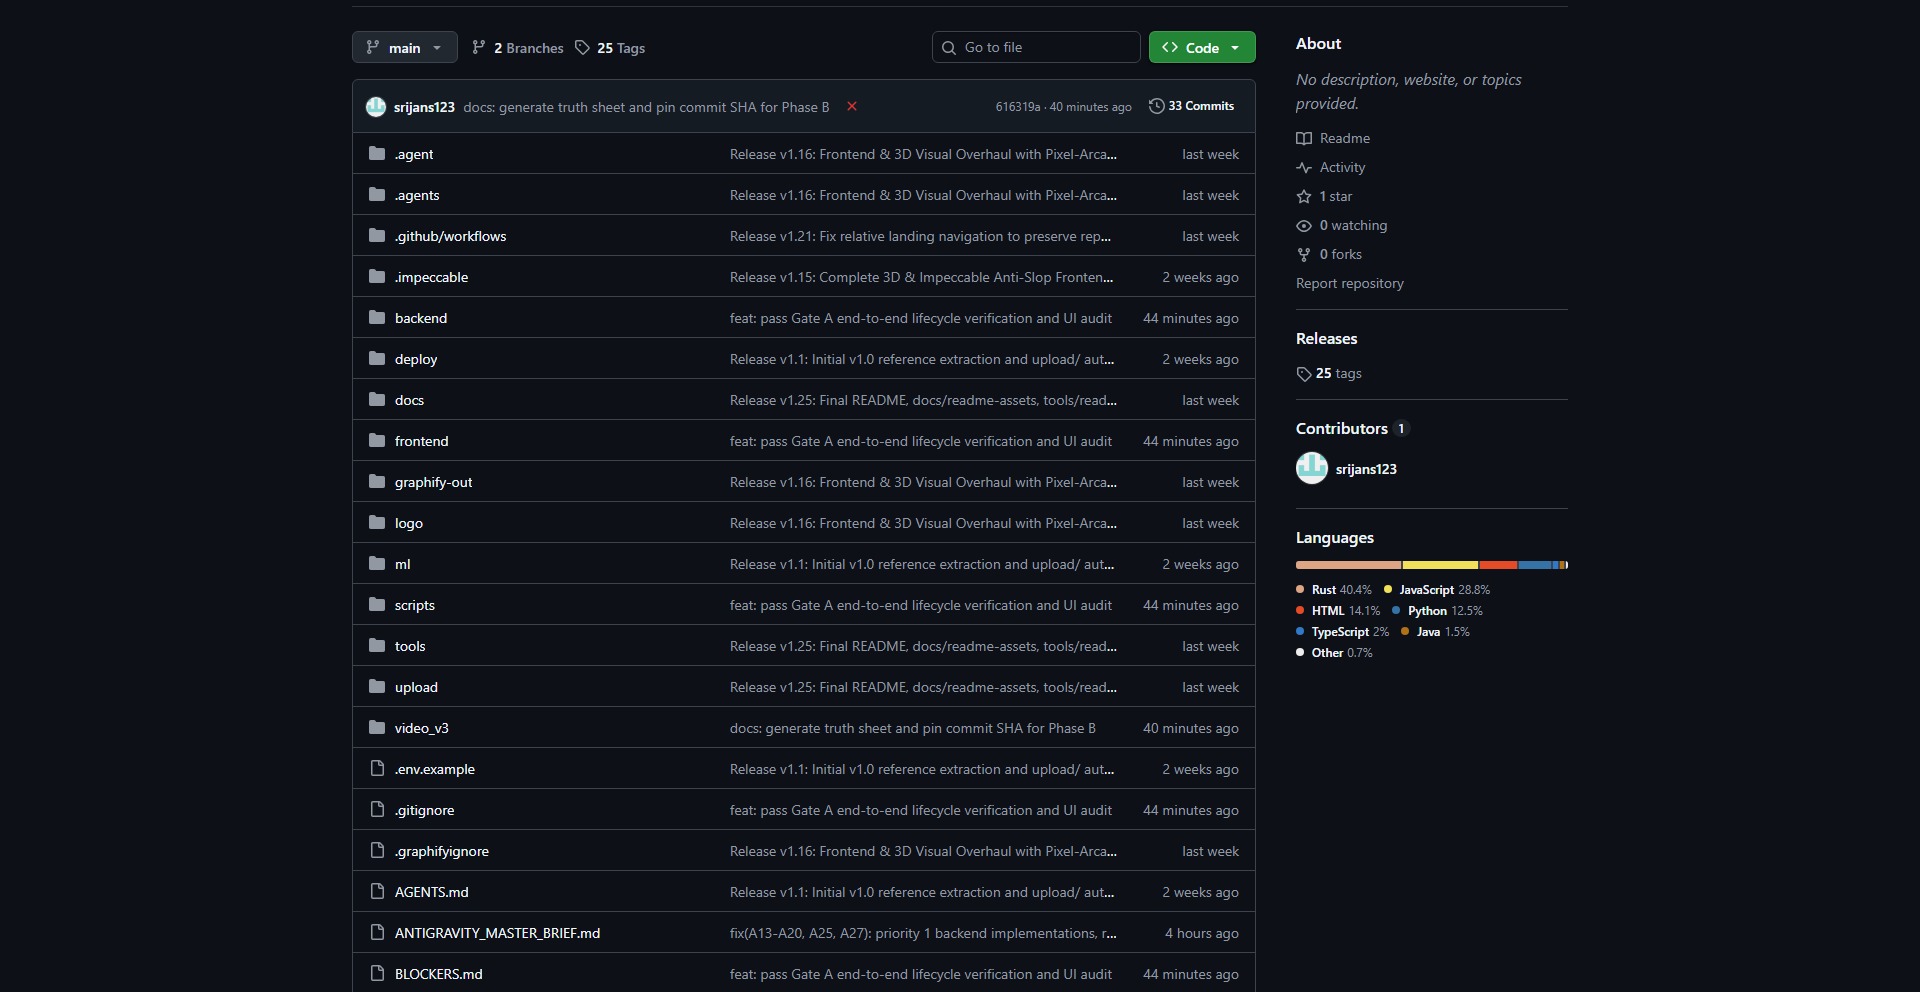 main
2 Branches
25 Tags
Go to file
Code
srijans123 docs: generate truth sheet and pin commit SHA for Phase B
616319a · 40 minutes ago
33 Commits
.agent Release v1.16: Frontend & 3D Visual Overhaul with Pixel-Arca... last week
.agents Release v1.16: Frontend & 3D Visual Overhaul with Pixel-Arca... last week
.github/workflows Release v1.21: Fix relative landing navigation to preserve rep... last week
.impeccable Release v1.15: Complete 3D & Impeccable Anti-Slop Fronten... 2 weeks ago
backend feat: pass Gate A end-to-end lifecycle verification and UI audit 44 minutes ago
deploy Release v1.1: Initial v1.0 reference extraction and upload/ aut... 2 weeks ago
docs Release v1.25: Final README, docs/readme-assets, tools/read... last week
frontend feat: pass Gate A end-to-end lifecycle verification and UI audit 44 minutes ago
graphify-out Release v1.16: Frontend & 3D Visual Overhaul with Pixel-Arca... last week
logo Release v1.16: Frontend & 3D Visual Overhaul with Pixel-Arca... last week
ml Release v1.1: Initial v1.0 reference extraction and upload/ aut... 2 weeks ago
scripts feat: pass Gate A end-to-end lifecycle verification and UI audit 44 minutes ago
tools Release v1.25: Final README, docs/readme-assets, tools/read... last week
upload Release v1.25: Final README, docs/readme-assets, tools/read... last week
video_v3 docs: generate truth sheet and pin commit SHA for Phase B 40 minutes ago
.env.example Release v1.1: Initial v1.0 reference extraction and upload/ aut... 2 weeks ago
.gitignore feat: pass Gate A end-to-end lifecycle verification and UI audit 44 minutes ago
.graphifyignore Release v1.16: Frontend & 3D Visual Overhaul with Pixel-Arca... last week
AGENTS.md Release v1.1: Initial v1.0 reference extraction and upload/ aut... 2 weeks ago
ANTIGRAVITY_MASTER_BRIEF.md fix(A13-A20, A25, A27): priority 1 backend implementations, r... 4 hours ago
BLOCKERS.md feat: pass Gate A end-to-end lifecycle verification and UI audit 44 minutes ago
About
No description, website, or topics
provided.
Readme
Activity
1 star
0 watching
0 forks
Report repository
Releases
25 tags
Contributors 1
srijans123
Languages
Rust 40.4% JavaScript 28.8%
HTML 14.1% Python 12.5%
TypeScript 2% Java 1.5%
Other 0.7%